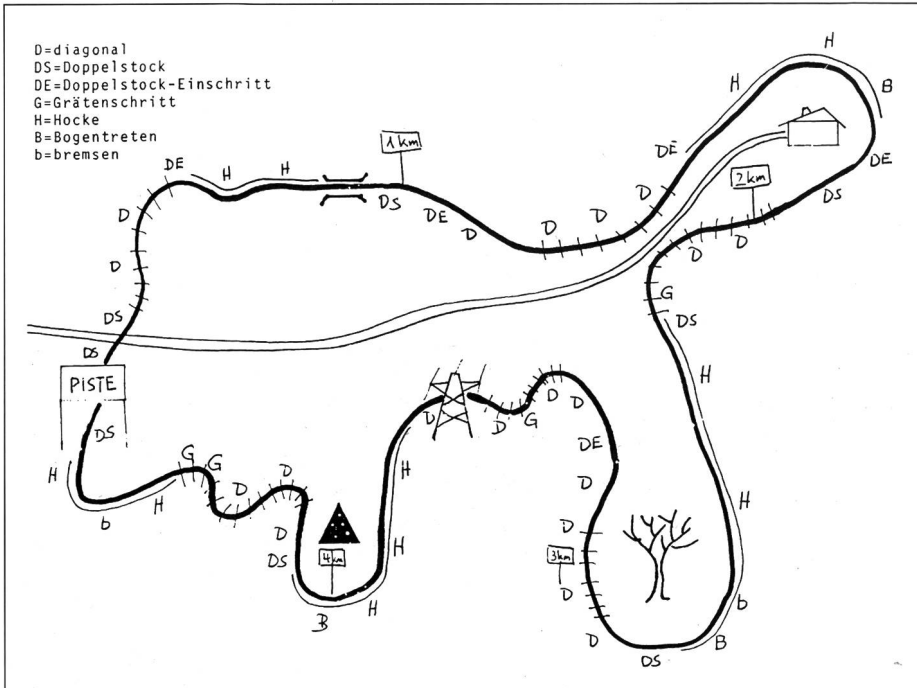 D=diagonal
DS=Doppelstock
DE=Doppelstock-Einschritt
G=Grätenschritt
H=Hocke
B=Bogentreten
b=bremsen
PISTE
DS
DS
D
D
DE
H
H
DS
1 km
DE
D
D
D
D
D
D
DE
H
H
B
DE
DS
2 km
D
D
G
DS
H
H
b
B
DS
D
D
3 km
D
D
DE
D
D
G
D
D
H
H
H
B
4 km
DS
D
D
D
G
G
H
b
H
DS